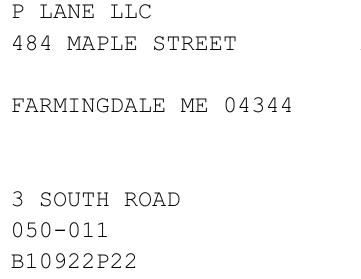 P LANE LLC
484 MAPLE STREET
FARMINGDALE ME 04344
3 SOUTH ROAD
050-011
B10922P22